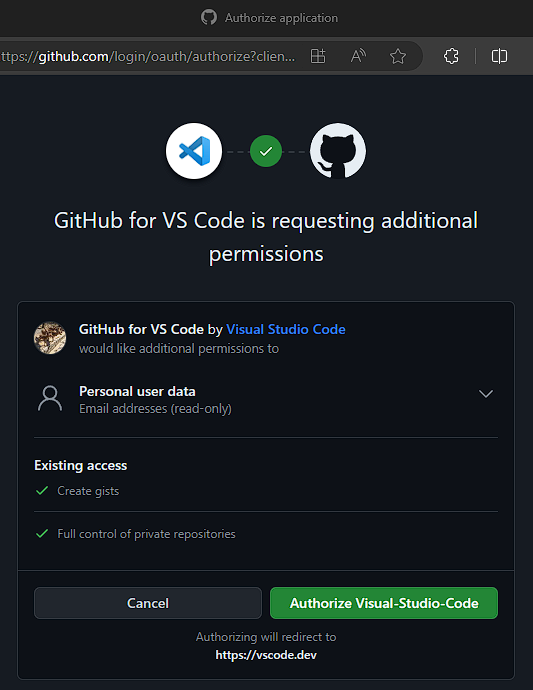 Authorize application
ttps://github.com/login/oauth/authorize?clien...
GitHub for VS Code is requesting additional
permissions
GitHub for VS Code by Visual Studio Code
would like additional permissions to
Personal user data
Email addresses (read-only)
Existing access
Create gists
Full control of private repositories
Cancel
Authorize Visual-Studio-Code
Authorizing will redirect to
https://vscode.dev